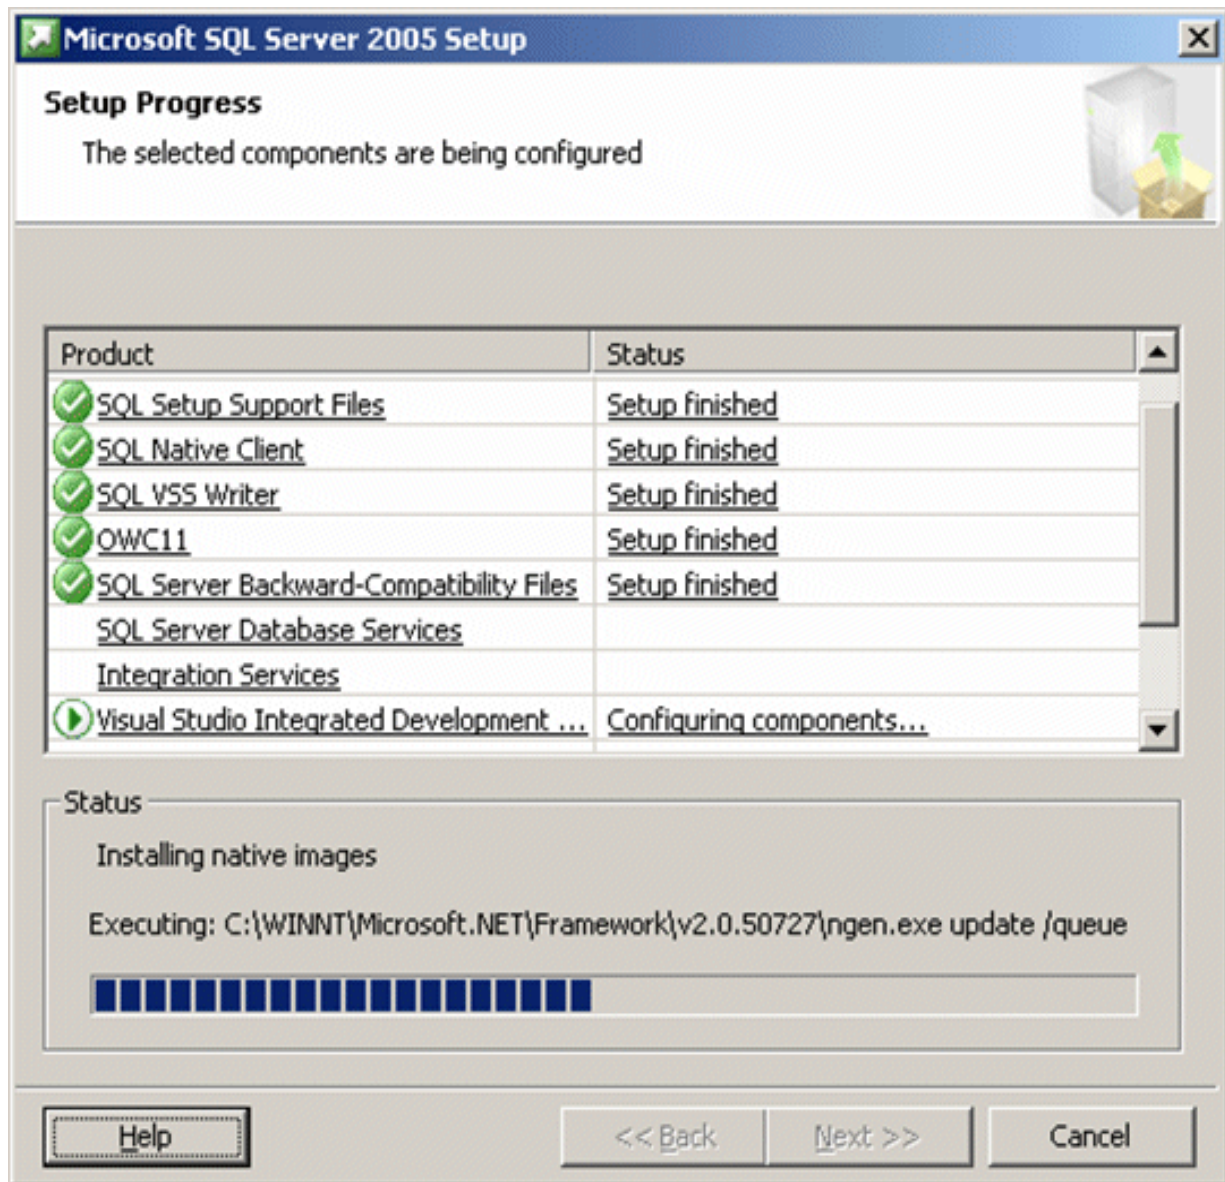 Microsoft SQL Server 2005 Setup
Setup Progress
The selected components are being configured
Product Status
SQL Setup Support Files Setup finished
SQL Native Client Setup finished
SQL VSS Writer Setup finished
OWC11 Setup finished
SQL Server Backward-Compatibility Files Setup finished
SQL Server Database Services
Integration Services
Visual Studio Integrated Development ... Configuring components...
Status
Installing native images
Executing: C:\WINNT\Microsoft.NET\Framework\v2.0.50727\ngen.exe update /queue
Help << Back Next >> Cancel